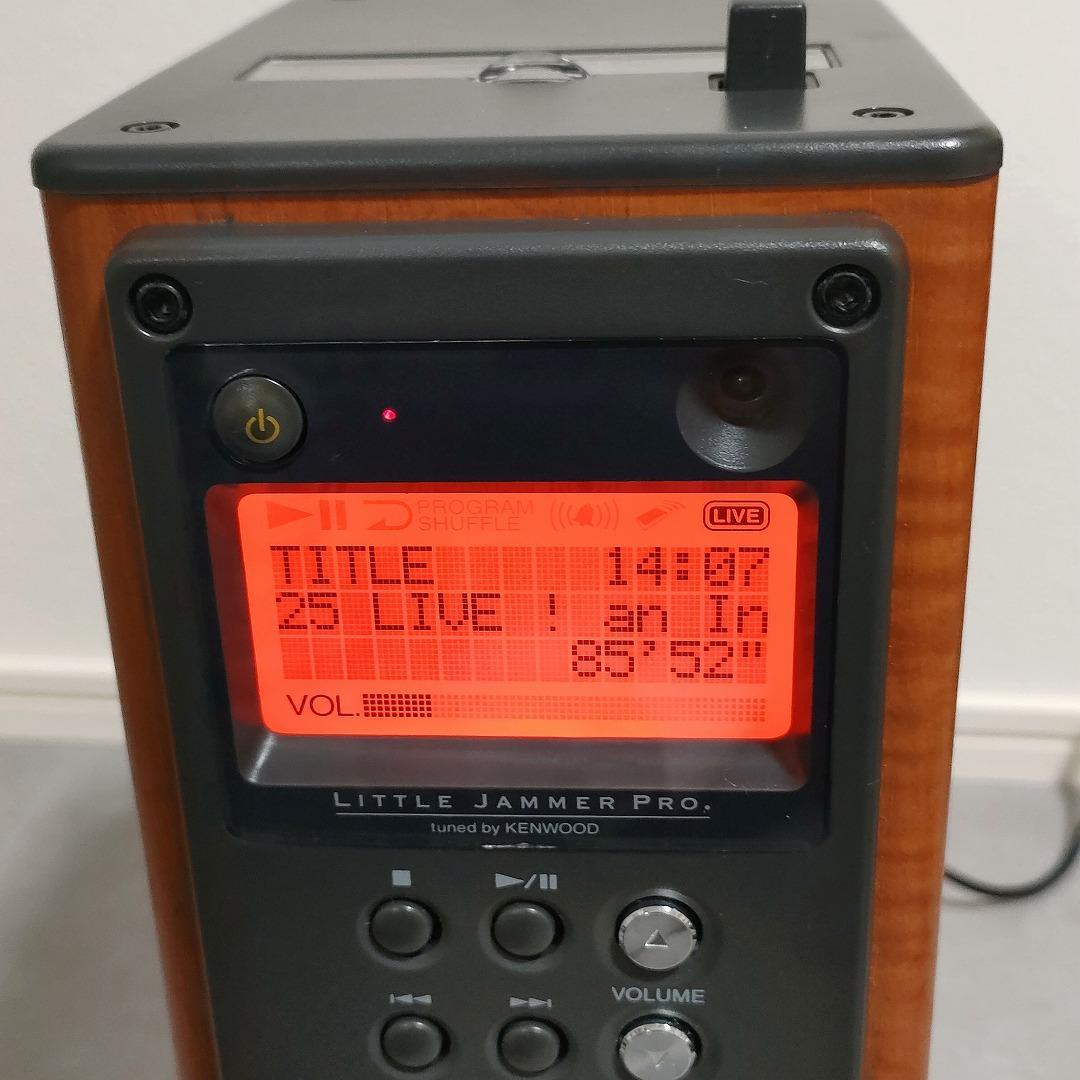 PROGRAM
SHUFFLE
LIVE
TITLE 14:07
25 LIVE ! an In
85'52"
VOL.
LITTLE JAMMER PRO.
tuned by KENWOOD
VOLUME